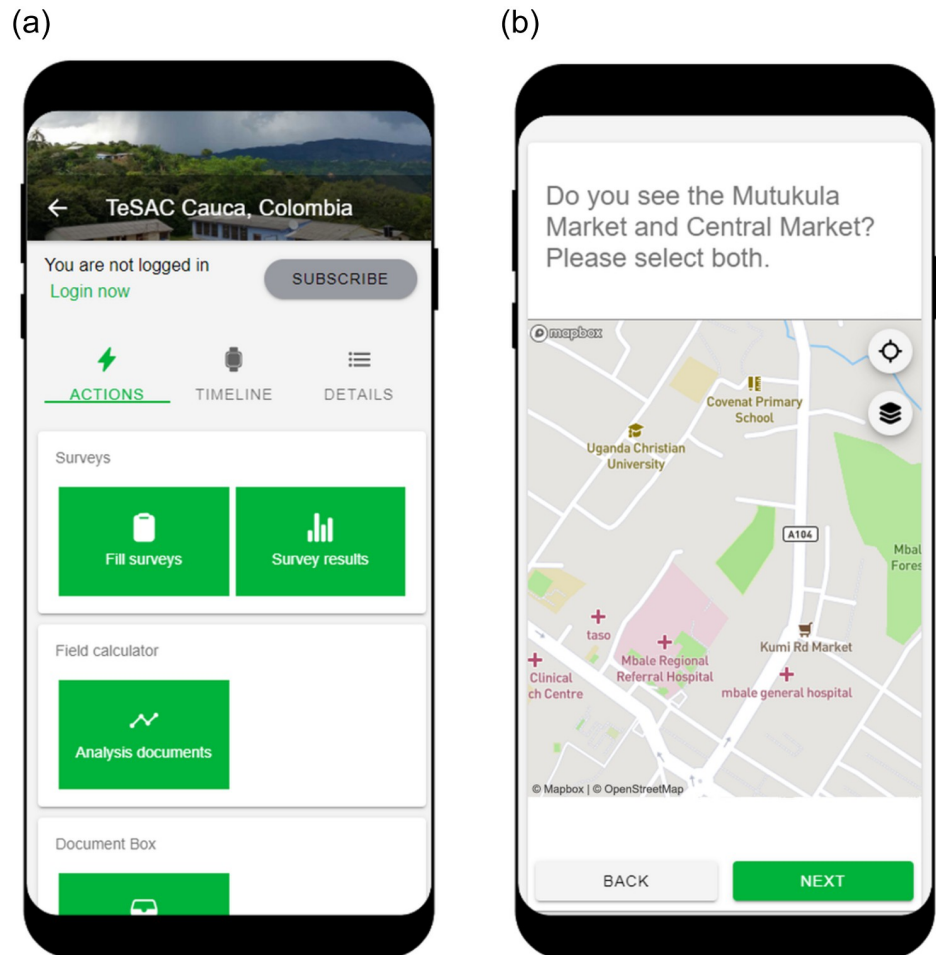 (a)
TeSAC Cauca, Colombia
You are not logged in
Login now
SUBSCRIBE
ACTIONS
TIMELINE
DETAILS
Surveys
Fill surveys
Survey results
Field calculator
Analysis documents
Document Box
(b)
Do you see the Mutukula
Market and Central Market?
Please select both.
mapbox
Covenat Primary
School
Uganda Christian
University
A104
Mbal
Fores
taso
Kumi Rd Market
Mbale Regional
Referral Hospital
Clinical
ch Centre
mbale general hospital
© Mapbox | © OpenStreetMap
BACK
NEXT